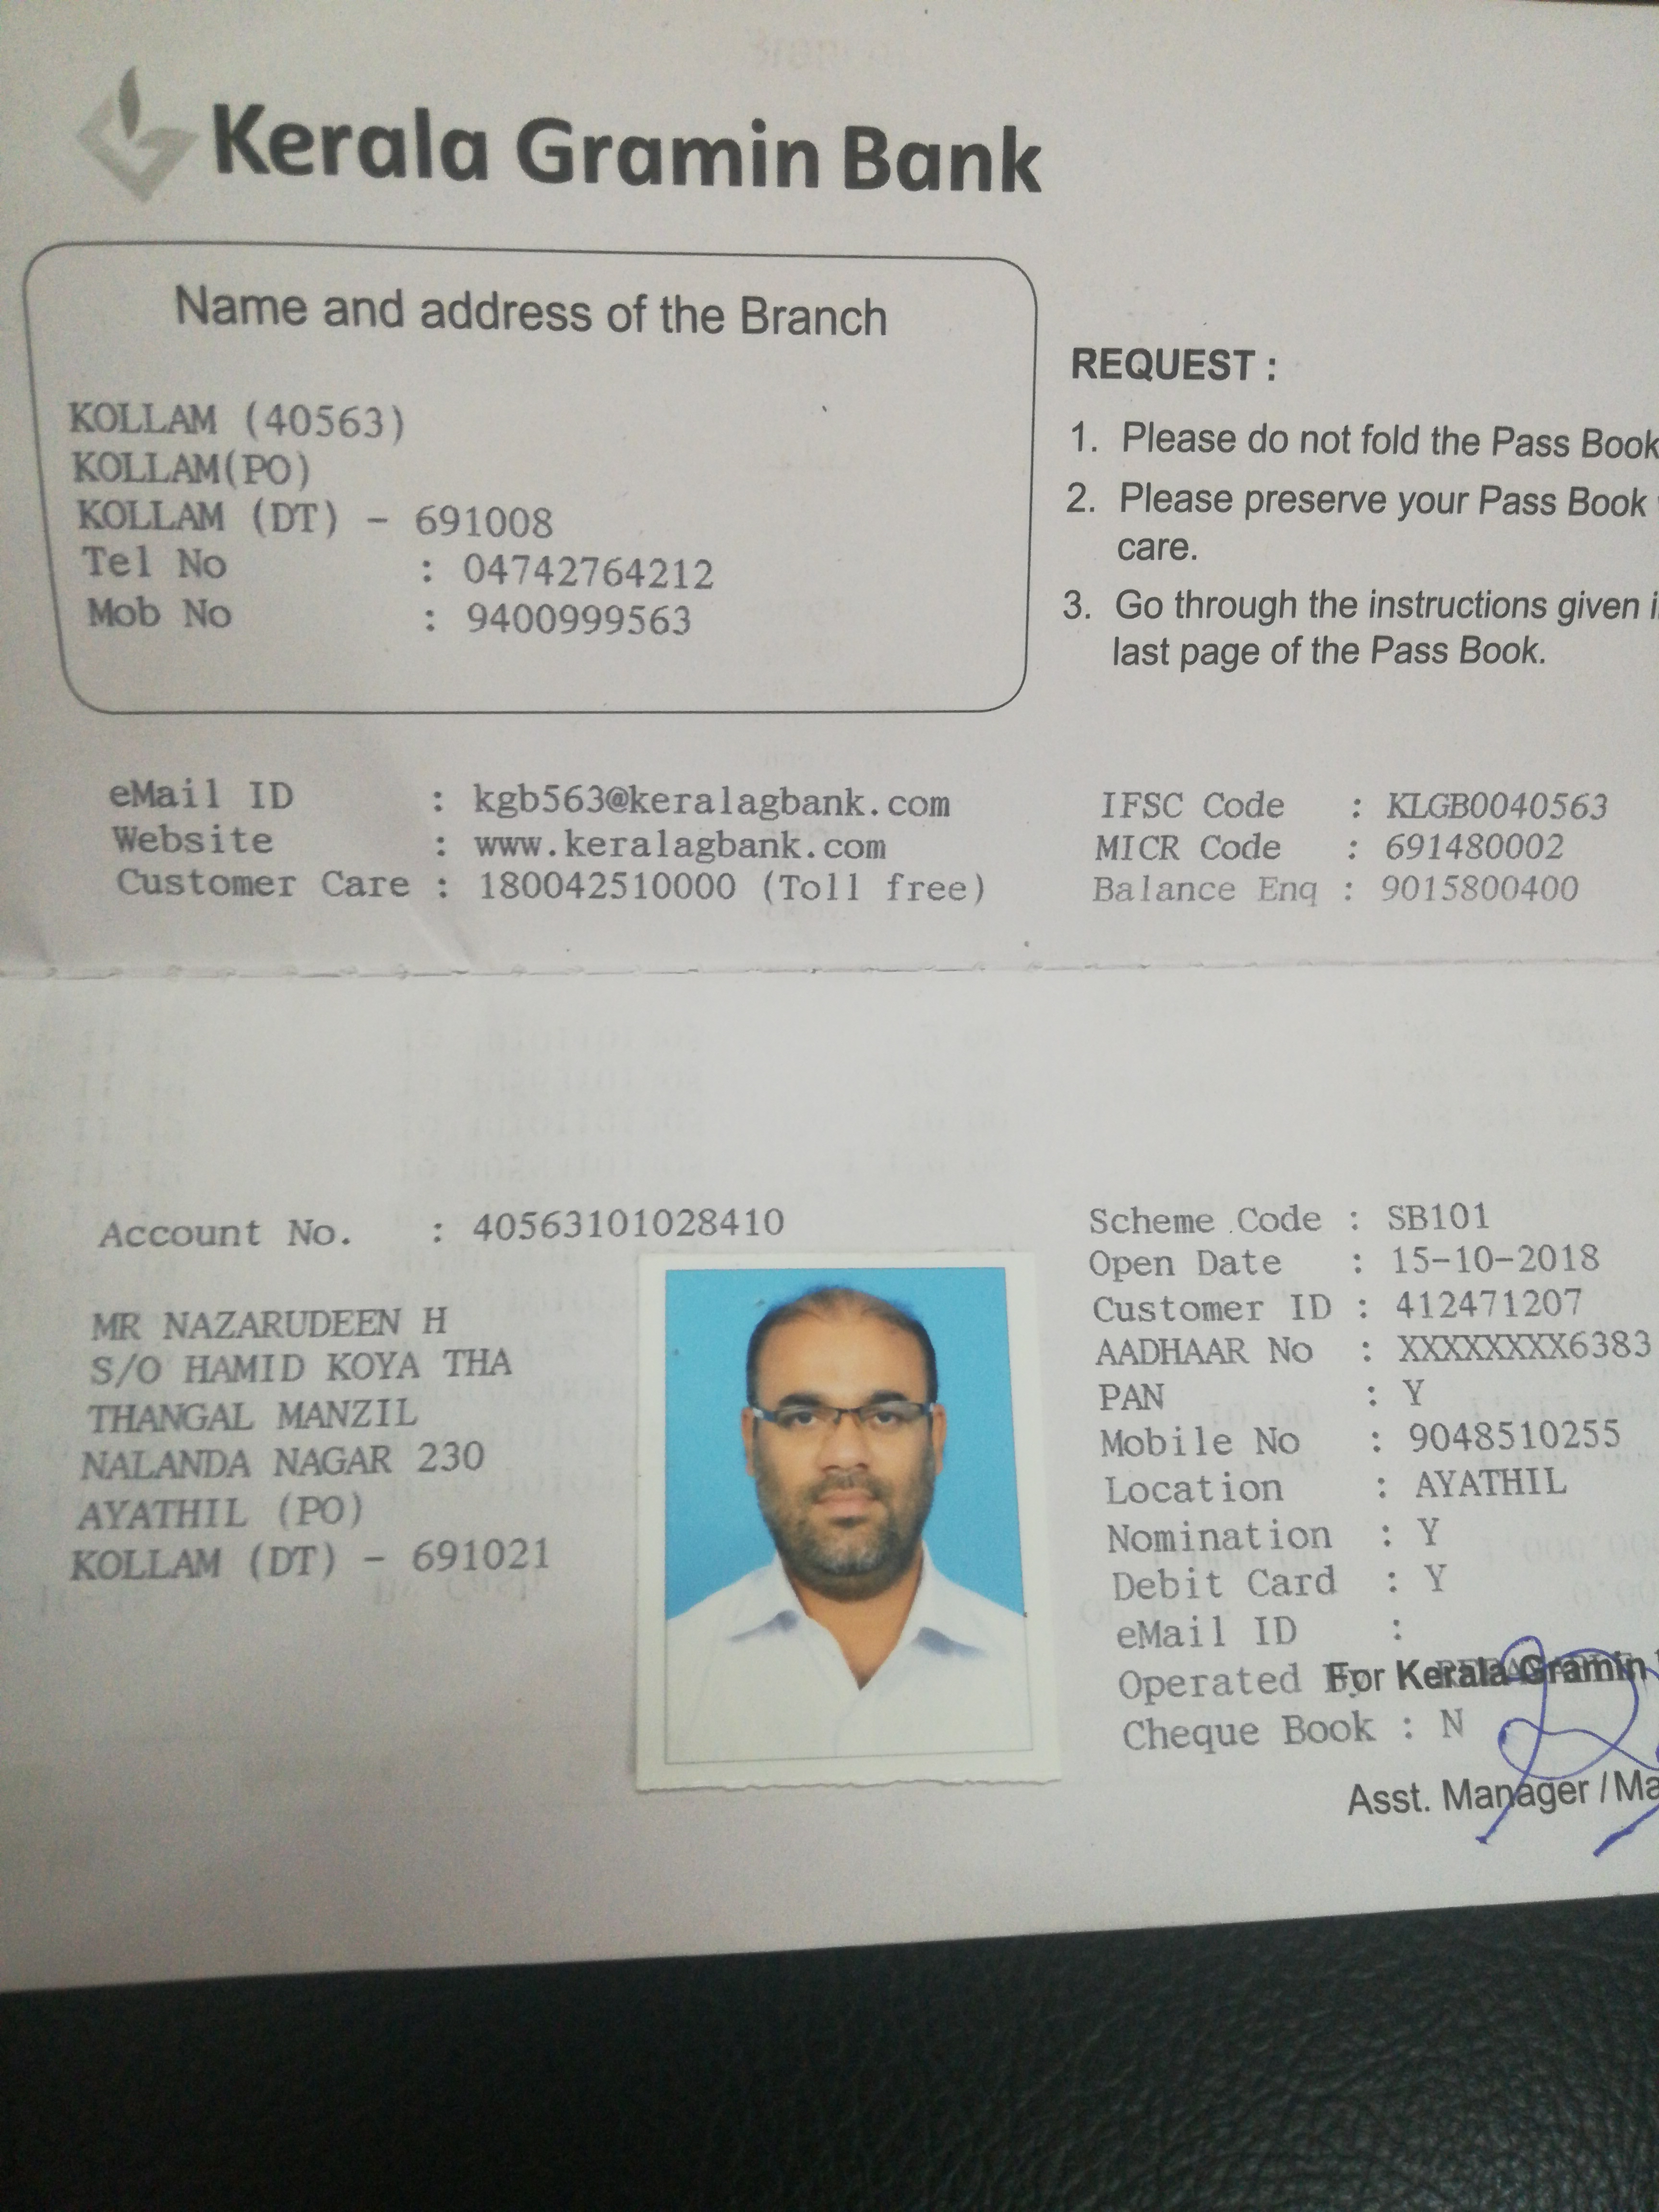 Kerala Gramin Bank
Name and address of the Branch
KOLLAM (40563)
KOLLAM(PO)
KOLLAM (DT) - 691008
Tel No : 04742764212
Mob No : 9400999563
REQUEST :
1. Please do not fold the Pass Book
2. Please preserve your Pass Book
care.
3. Go through the instructions given
last page of the Pass Book.
eMail ID : kgb563@keralagbank.com
Website : www.keralagbank.com
Customer Care : 180042510000 (Toll free)
IFSC Code : KLGB0040563
MICR Code : 691480002
Balance Enq : 9015800400
Account No. : 40563101028410
MR NAZARUDEEN H
S/O HAMID KOYA THA
THANGAL MANZIL
NALANDA NAGAR 230
AYATHIL (PO)
KOLLAM (DT) - 691021
Scheme Code : SB101
Open Date : 15-10-2018
Customer ID : 412471207
AADHAAR No : XXXXXXXX6383
PAN : Y
Mobile No : 9048510255
Location : AYATHIL
Nomination : Y
Debit Card : Y
eMail ID :
Operated
For Kerala Gramin
Cheque Book : N
Asst. Manager /